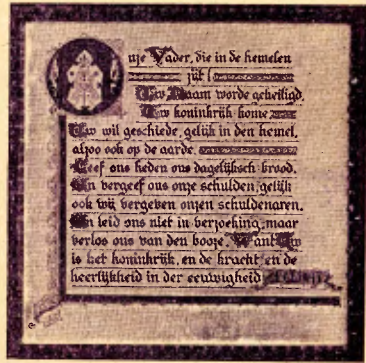 Onze Vader, die in de hemelen
zijt!
Uw Naam worde geheiligd.
Uw koninkrijk kome
Uw wil geschiede, gelijk in den hemel,
alzoo ook op de aarde.
Geef ons heden ons dagelijksch brood.
En vergeef ons onze schulden, gelijk
ook wij vergeven onzen schuldenaren.
En leid ons niet in verzoeking, maar
verlos ons van den booze. Want Uw
is het koninkrijk, en de kracht, en de
heerlijkheid in der eeuwigheid